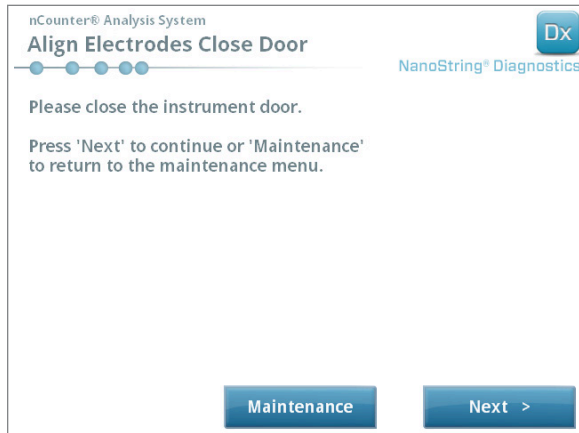 nCounter® Analysis System
Align Electrodes Close Door
Dx
NanoString® Diagnostics
Please close the instrument door.
Press 'Next' to continue or 'Maintenance'
to return to the maintenance menu.
Maintenance
Next >